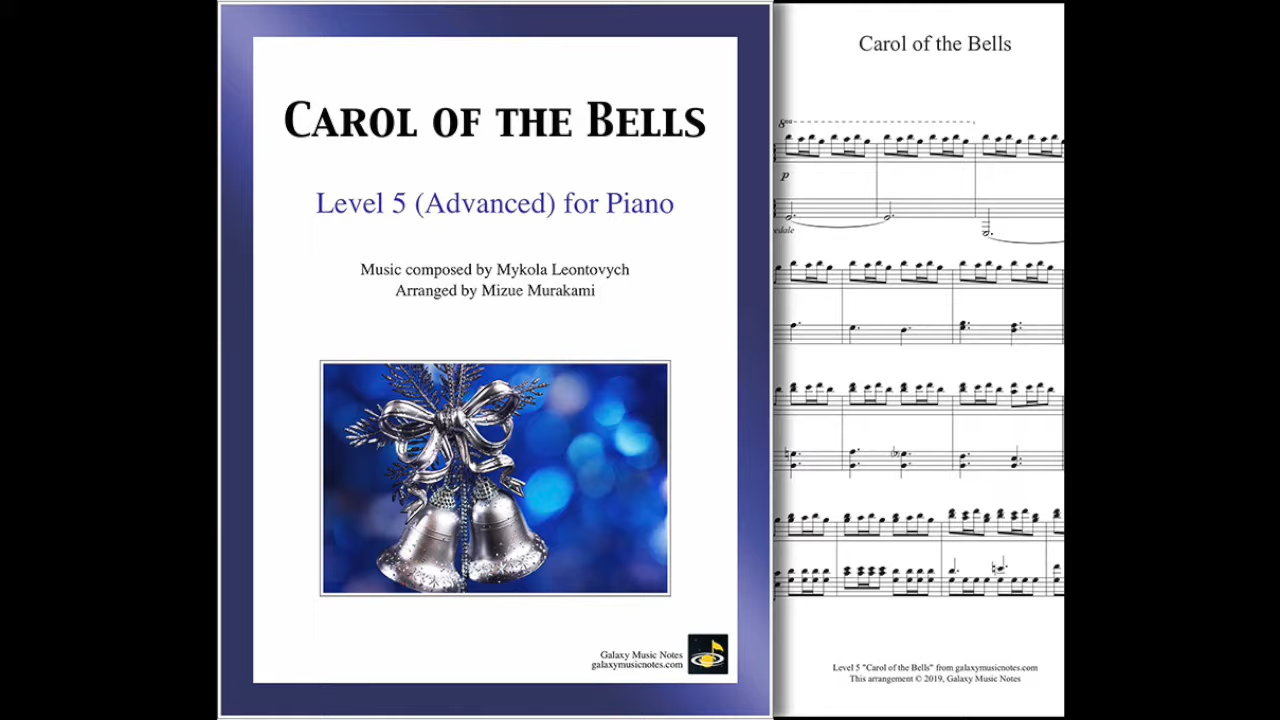 Carol of the Bells
Level 5 (Advanced) for Piano
Music composed by Mykola Leontovych
Arranged by Mizue Murakami
Galaxy Music Notes
galaxymusicnotes.com
Carol of the Bells
8va
p
Level 5 "Carol of the Bells" from galaxymusicnotes.com
This arrangement © 2019, Galaxy Music Notes